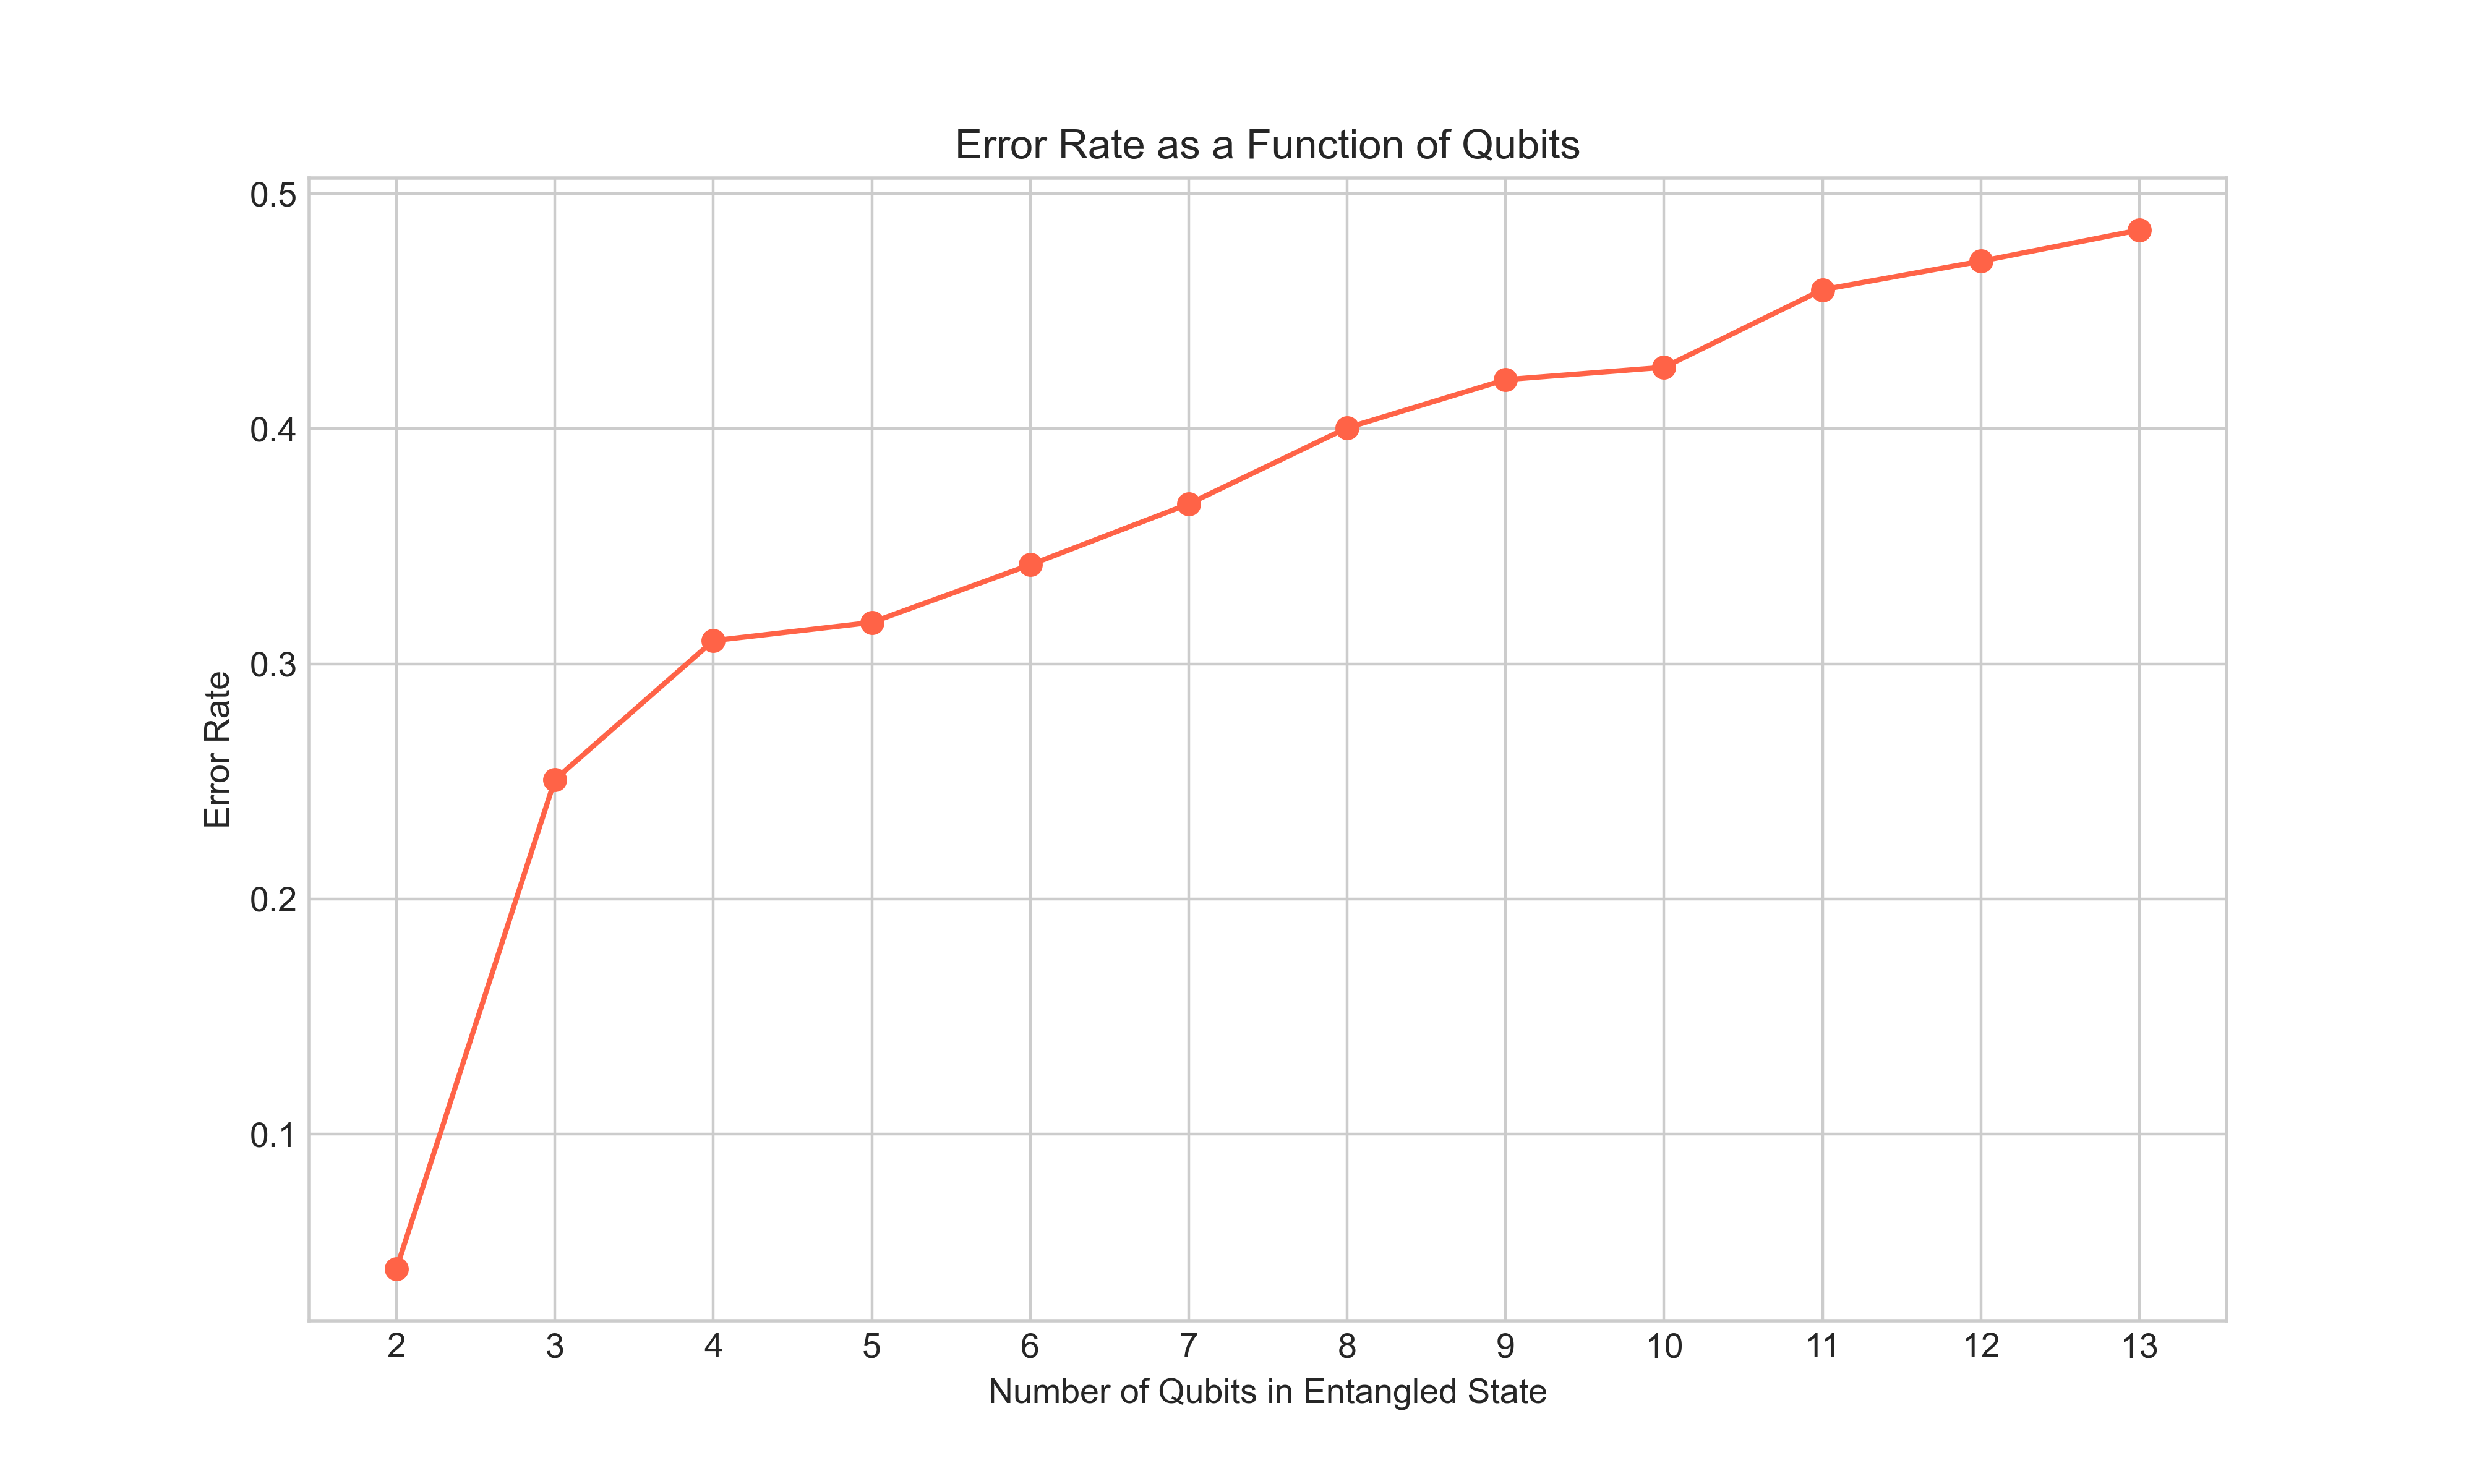 Error Rate as a Function of Qubits
0.5
0.4
0.3
0.2
0.1
Error Rate
2 3 4 5 6 7 8 9 10 11 12 13
Number of Qubits in Entangled State